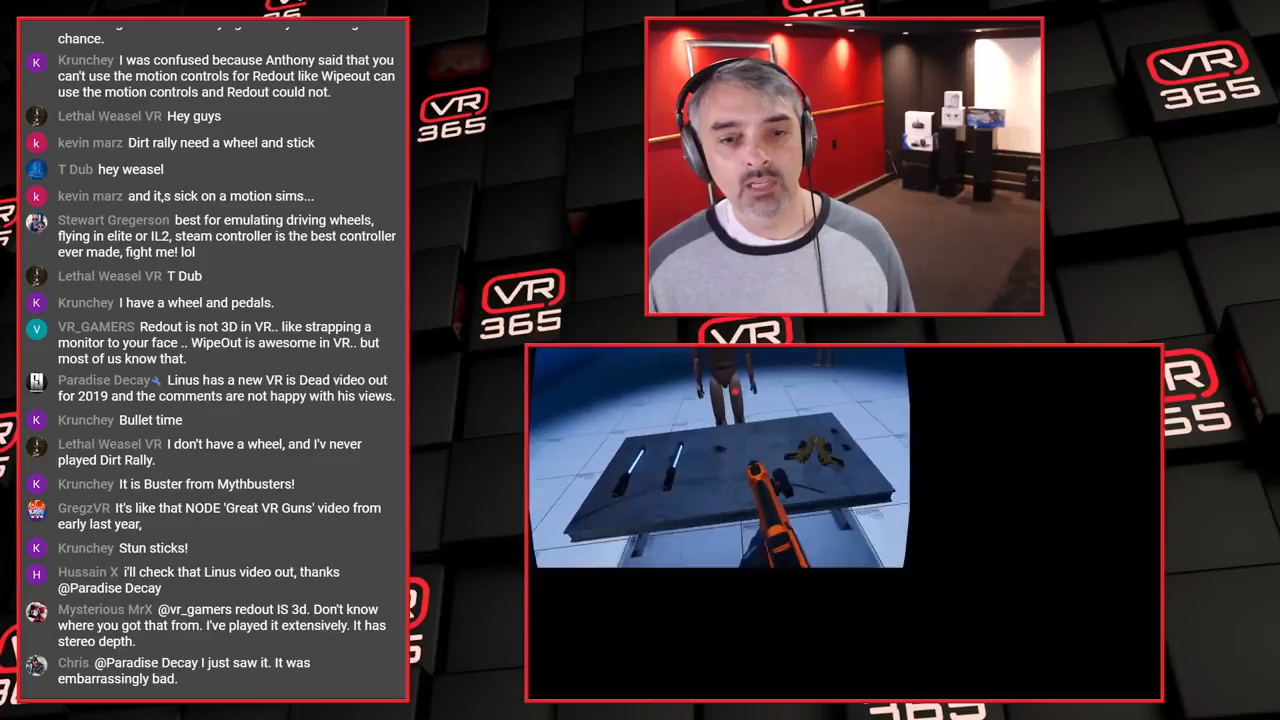 chance.
Krunchey I was confused because Anthony said that you
can't use the motion controls for Redout like Wipeout can
use the motion controls and Redout could not.
Lethal Weasel VR Hey guys
k kevin marz Dirt rally need a wheel and stick
T Dub hey weasel
k kevin marz and it,s sick on a motion sims...
Stewart Gregerson best for emulating driving wheels,
flying in elite or IL2, steam controller is the best controller
ever made, fight me! lol
Lethal Weasel VR T Dub
K Krunchey I have a wheel and pedals.
V VR_GAMERS Redout is not 3D in VR.. like strapping a
monitor to your face .. WipeOut is awesome in VR.. but
most of us know that.
Paradise Decay Linus has a new VR is Dead video out
for 2019 and the comments are not happy with his views.
K Krunchey Bullet time
Lethal Weasel VR I don't have a wheel, and I'v never
played Dirt Rally.
K Krunchey It is Buster from Mythbusters!
GregzVR It's like that NODE 'Great VR Guns' video from
early last year,
K Krunchey Stun sticks!
H Hussain X i'll check that Linus video out, thanks
@Paradise Decay
Mysterious MrX @vr_gamers redout IS 3d. Don't know
where you got that from. I've played it extensively. It has
stereo depth.
Chris @Paradise Decay I just saw it. It was
embarrassingly bad.
VR
365
VR
365
VR
365
VR
365
365
VR
65
365